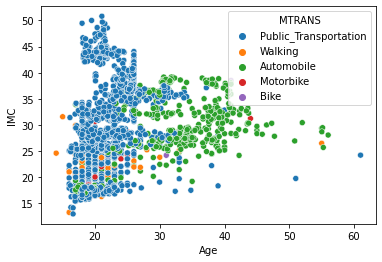 MTRANS
Public_Transportation
Walking
Automobile
Motorbike
Bike
50
45
40
35
30
25
20
15
IMC
20
30
40
50
60
Age